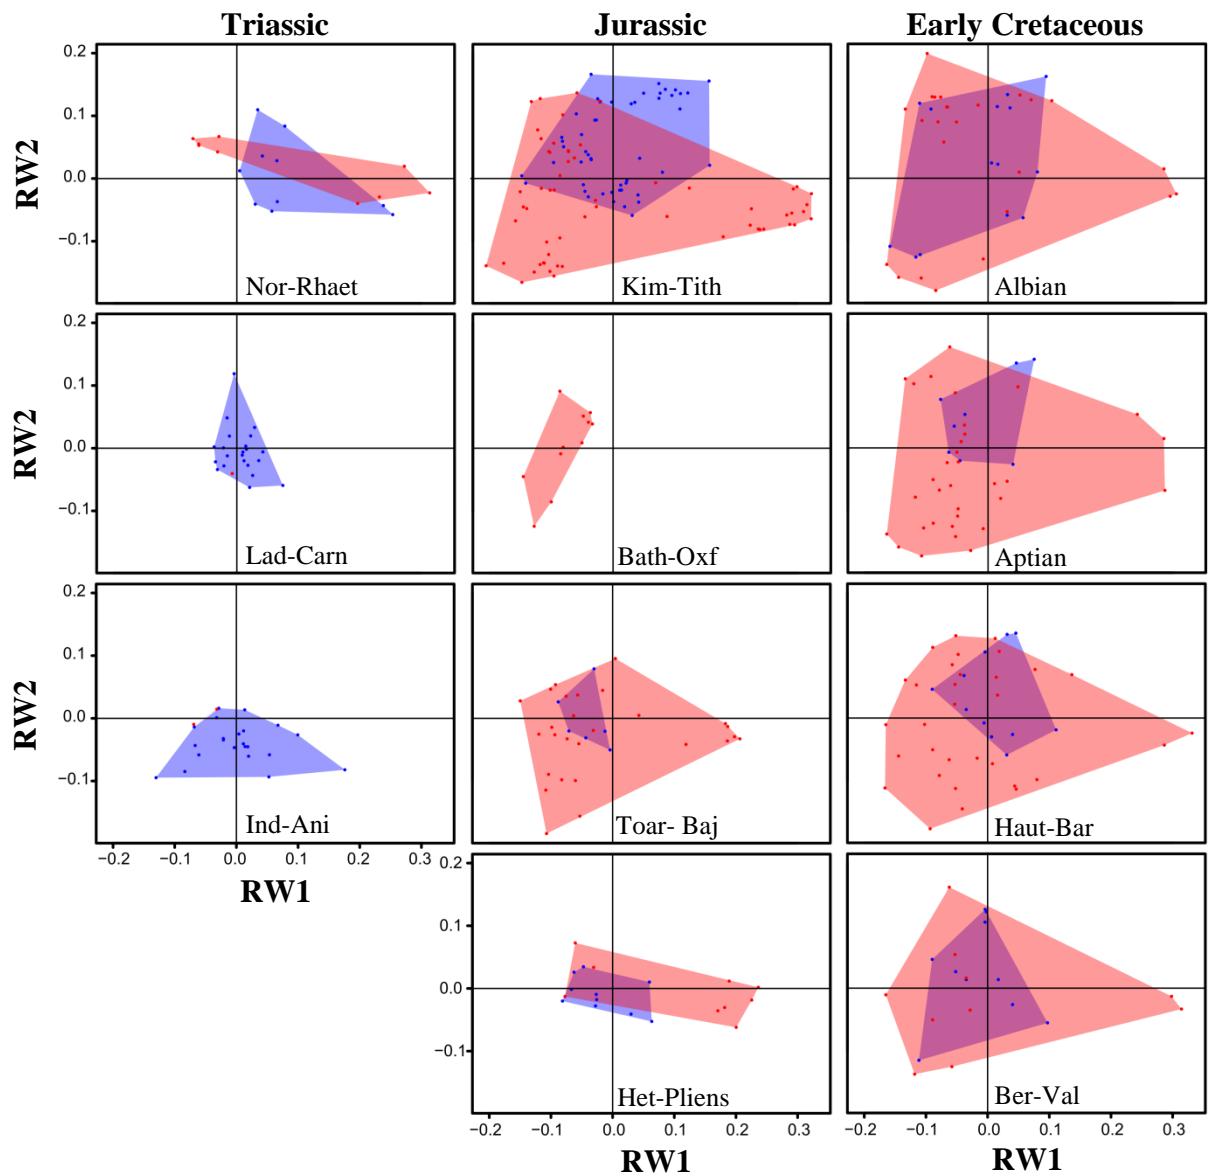 Triassic Jurassic Early Cretaceous
RW2
0.2
0.1
0.0
−0.1
Nor-Rhaet
Kim-Tith
Albian
RW2
0.2
0.1
0.0
−0.1
Lad-Carn
Bath-Oxf
Aptian
RW2
0.2
0.1
0.0
−0.1
Ind-Ani
Toar- Baj
Haut-Bar
−0.2 −0.1 0.0 0.1 0.2 0.3
RW1
0.2
0.1
0.0
−0.1
Het-Pliens
Ber-Val
−0.2 −0.1 0.0 0.1 0.2 0.3
−0.2 −0.1 0.0 0.1 0.2 0.3
RW1
RW1